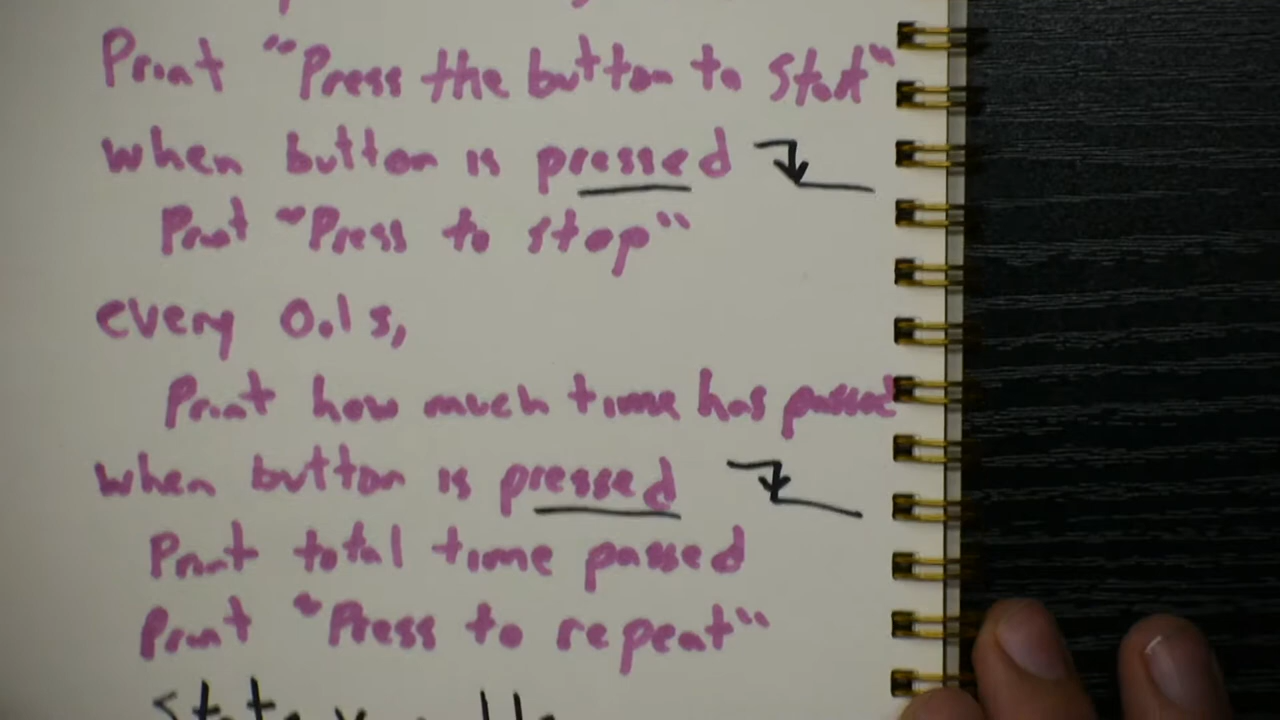 Print "Press the button to start"
when button is pressed
Print "Press to stop"
every 0.1s,
Print how much time has passed
when button is pressed
Print total time passed
Print "Press to repeat"